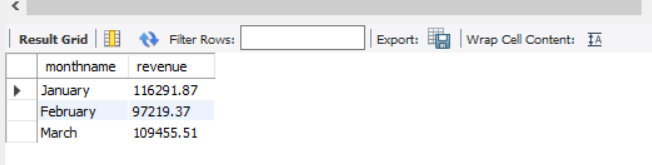 Result Grid Filter Rows: Export: Wrap Cell Content:
monthname revenue
January 116291.87
February 97219.37
March 109455.51